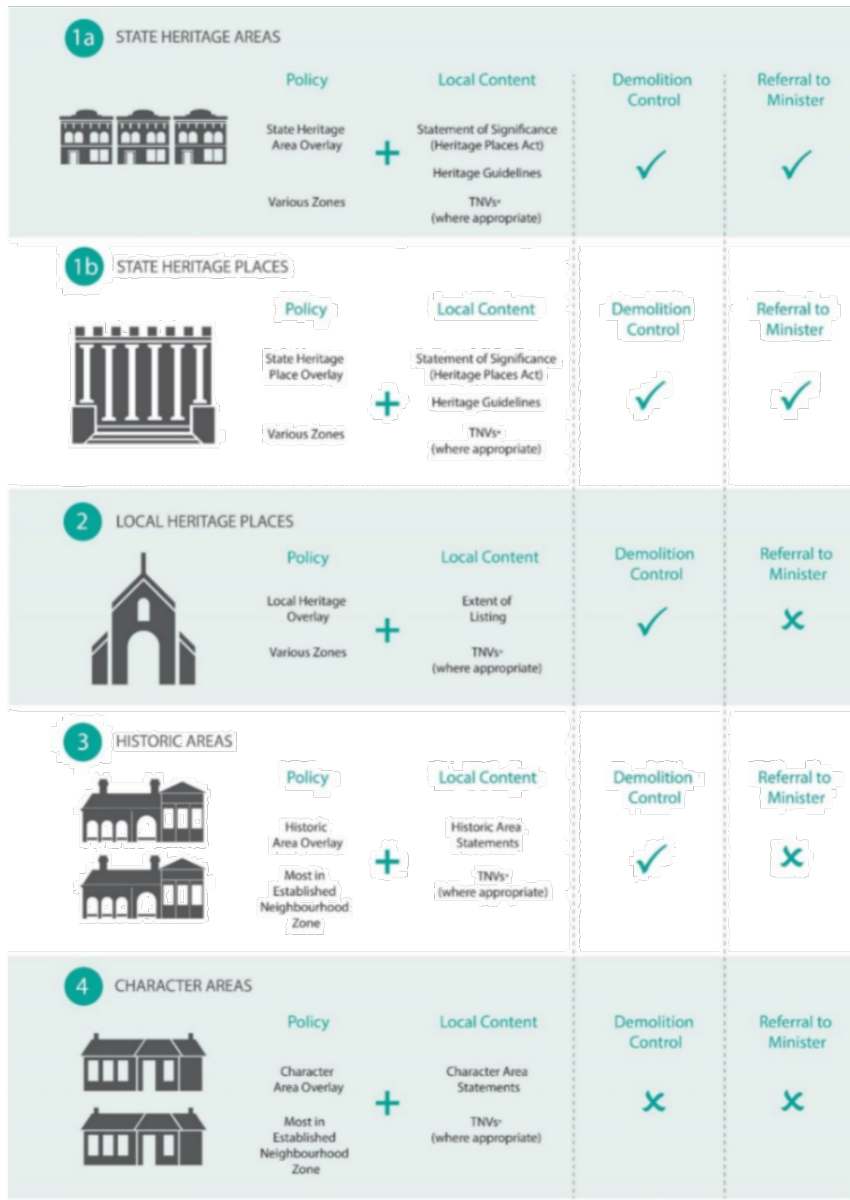 1a STATE HERITAGE AREAS
Policy
State Heritage
Area Overlay
Various Zones
+
Local Content
Statement of Significance
(Heritage Places Act)
Heritage Guidelines
TNVs*
(where appropriate)
Demolition
Control
✓
Referral to
Minister
✓
1b STATE HERITAGE PLACES
Policy
State Heritage
Place Overlay
Various Zones
+
Local Content
Statement of Significance
(Heritage Places Act)
Heritage Guidelines
TNVs*
(where appropriate)
Demolition
Control
✓
Referral to
Minister
✓
2 LOCAL HERITAGE PLACES
Policy
Local Heritage
Overlay
Various Zones
+
Local Content
Extent of
Listing
TNVs*
(where appropriate)
Demolition
Control
✓
Referral to
Minister
✗
3 HISTORIC AREAS
Policy
Historic
Area Overlay
Most in
Established
Neighbourhood
Zone
+
Local Content
Historic Area
Statements
TNVs*
(where appropriate)
Demolition
Control
✓
Referral to
Minister
✗
4 CHARACTER AREAS
Policy
Character
Area Overlay
Most in
Established
Neighbourhood
Zone
+
Local Content
Character Area
Statements
TNVs*
(where appropriate)
Demolition
Control
✗
Referral to
Minister
✗